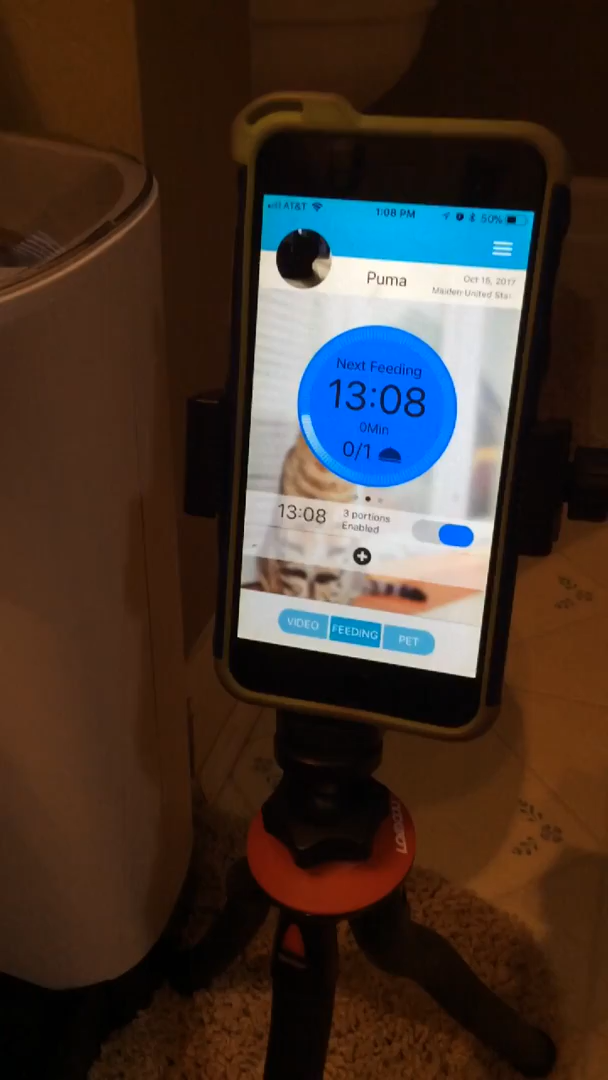 AT&T 1:08 PM 50%
Puma
Oct 15, 2017
Malden United Sta
Next Feeding
13:08
0Min
0/1
13:08
3 portions
Enabled
VIDEO FEEDING PET